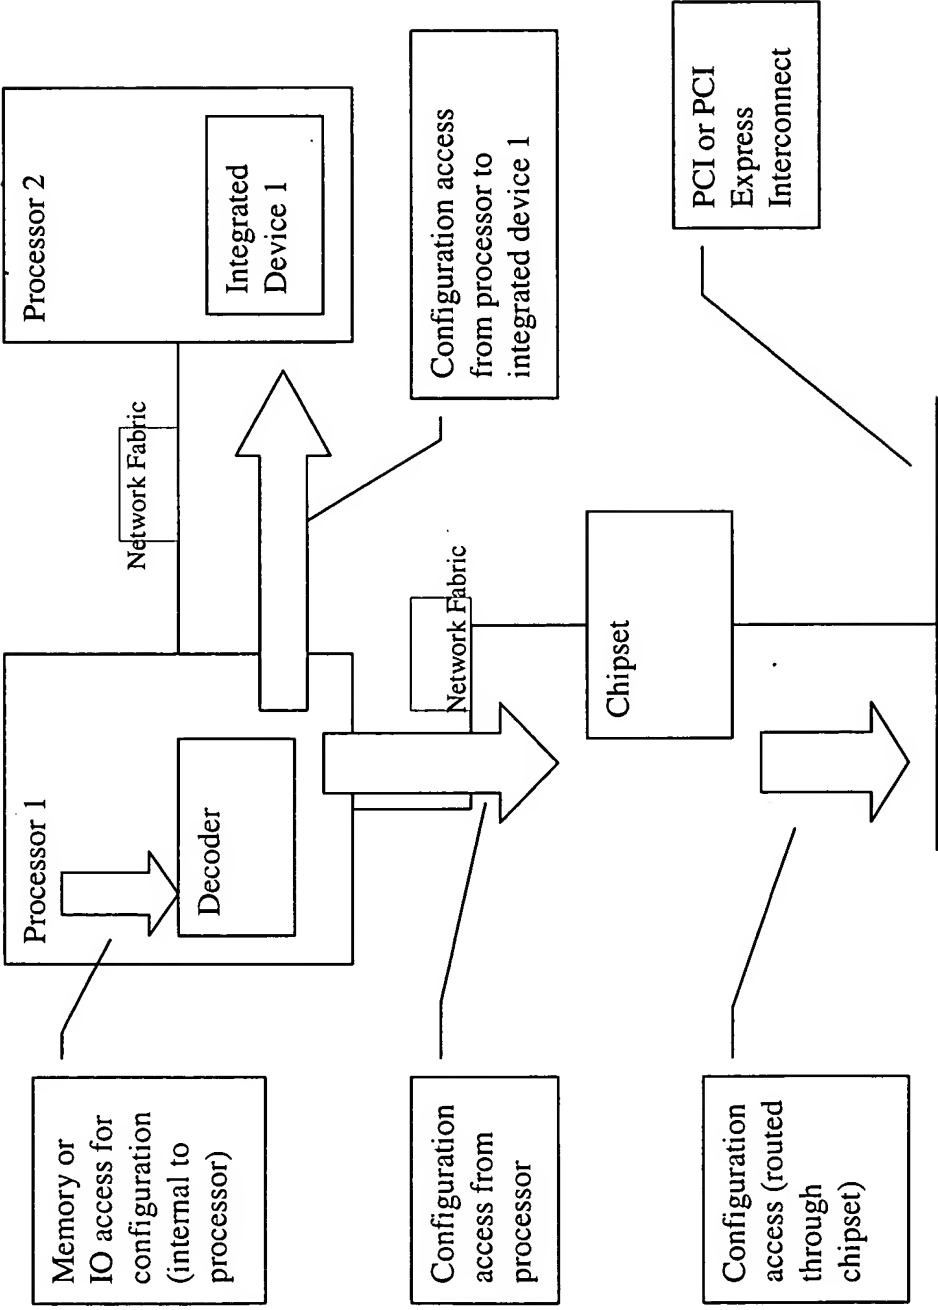 Processor 1
Decoder
Network Fabric
Processor 2
Integrated
Device 1
Memory or
IO access for
configuration
(internal to
processor)
Network Fabric
Configuration access
from processor to
integrated device 1
Configuration
access from
processor
Chipset
Configuration
access (routed
through
chipset)
PCI or PCI
Express
Interconnect